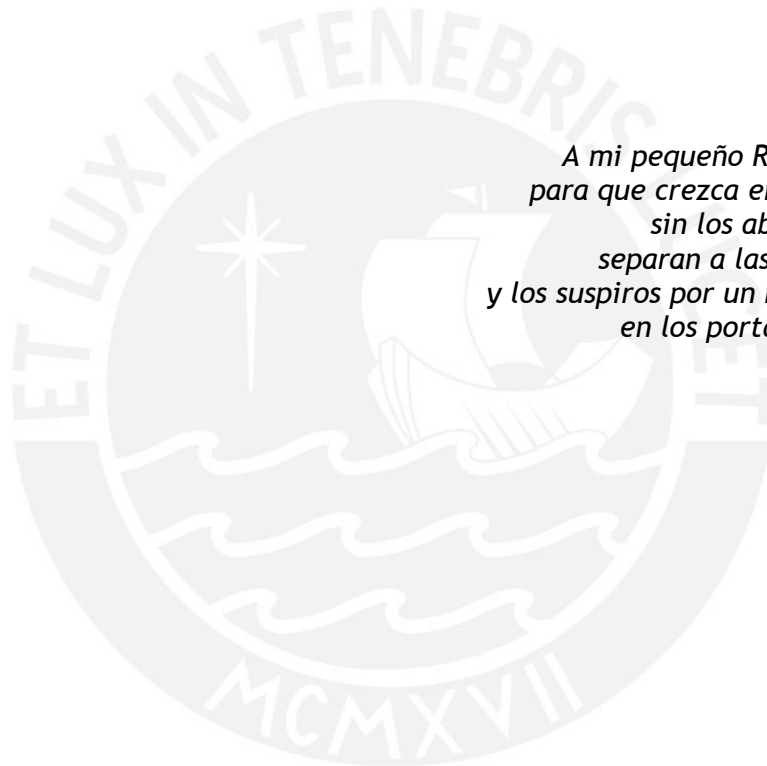 ET LUX IN TENEBRIS LUCET
A mi pequeño
para que crezca
sin los
separan a las
y los suspiros por un
en los
MCMXVII